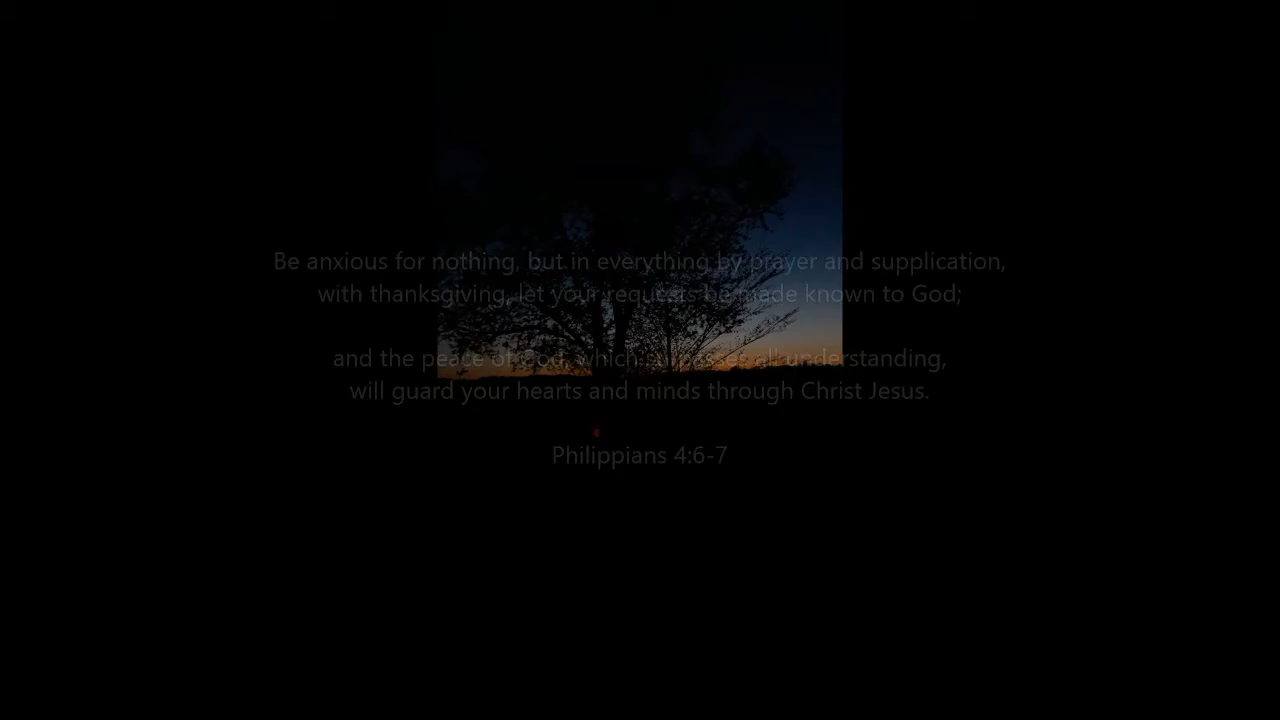 Be anxious for nothing, but in everything by prayer and supplication,
with thanksgiving, let your requests be made known to God;
and the peace of God, which surpasses all understanding,
will guard your hearts and minds through Christ Jesus.
Philippians 4:6-7